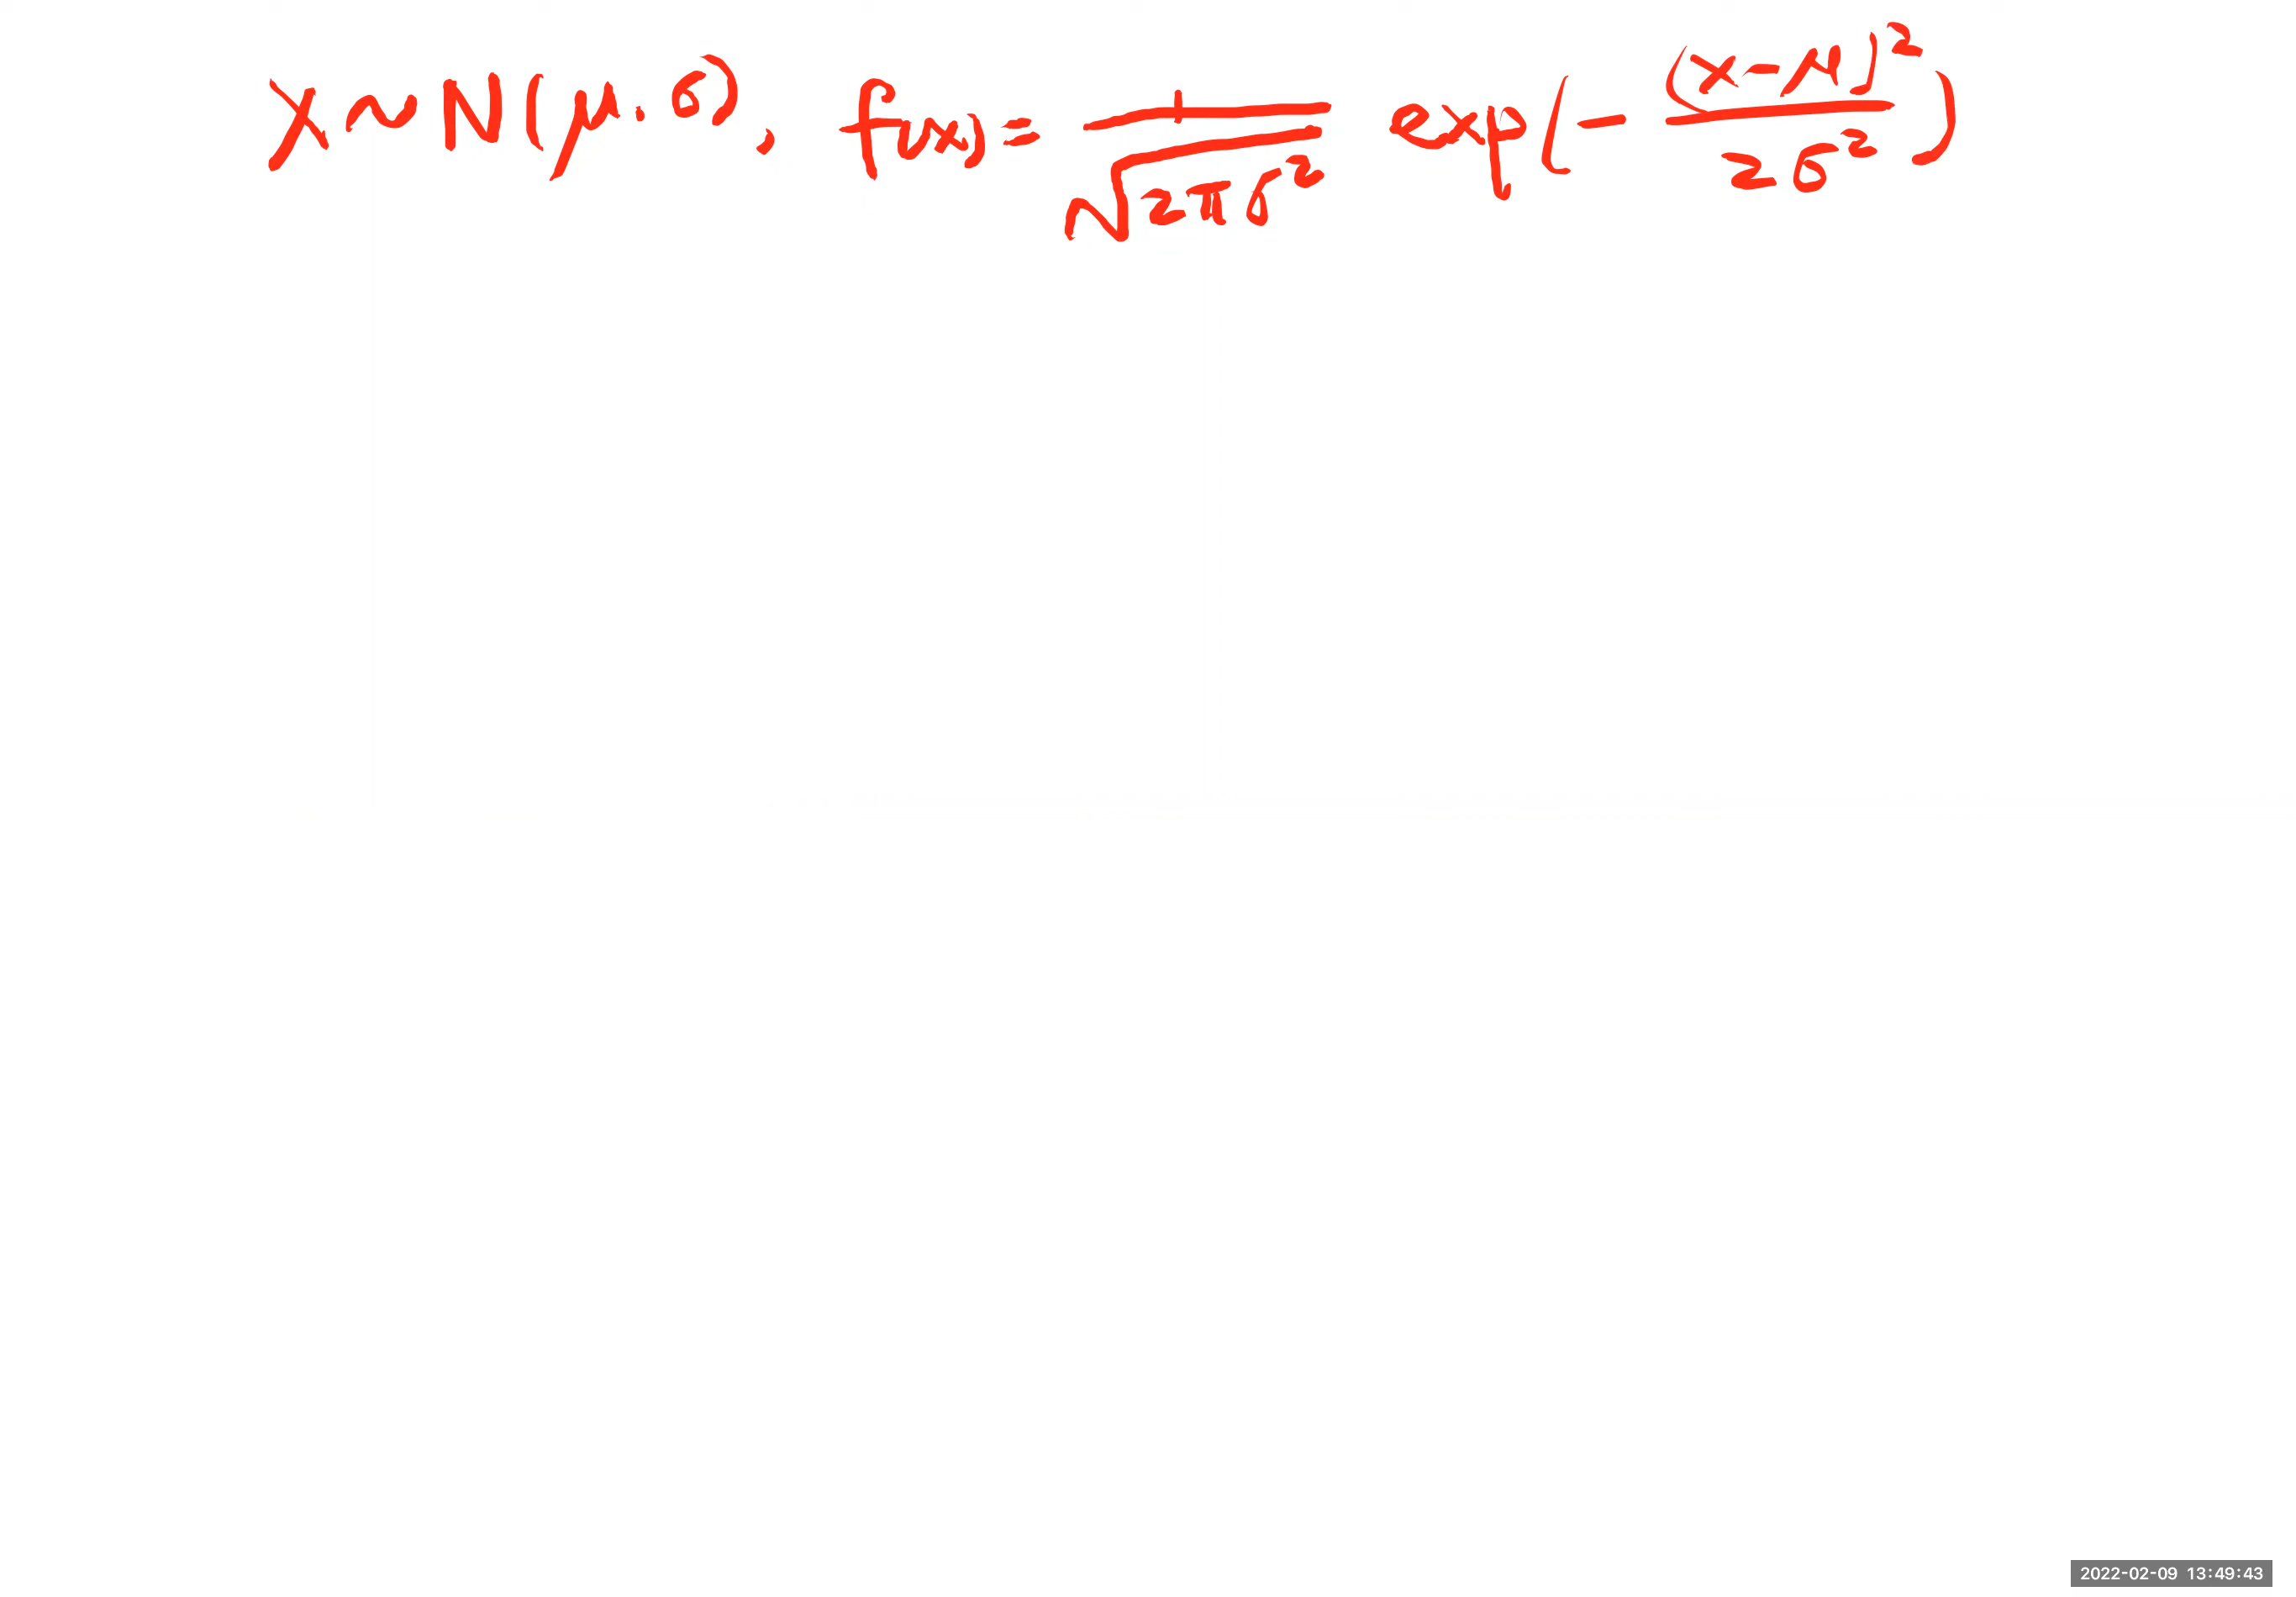 X ~ N(μ, σ), f(x) = 1/√(2πσ²) exp(-(x-μ)²/(2σ²))
2022-02-09 13:49:43